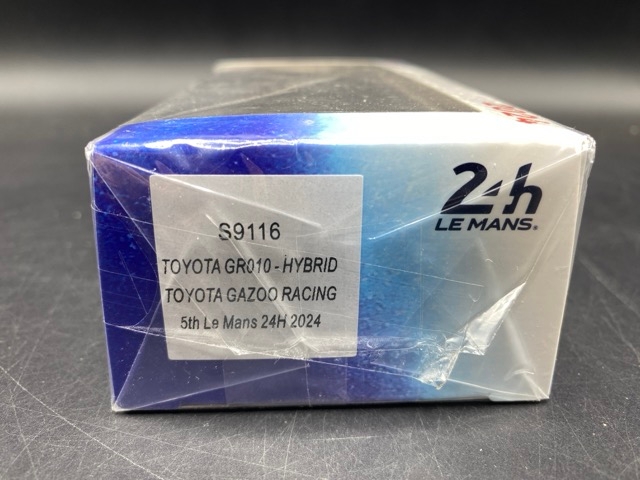 S9116
TOYOTA GR010 - HYBRID
TOYOTA GAZOO RACING
5th Le Mans 24H 2024
24h
LE MANS.